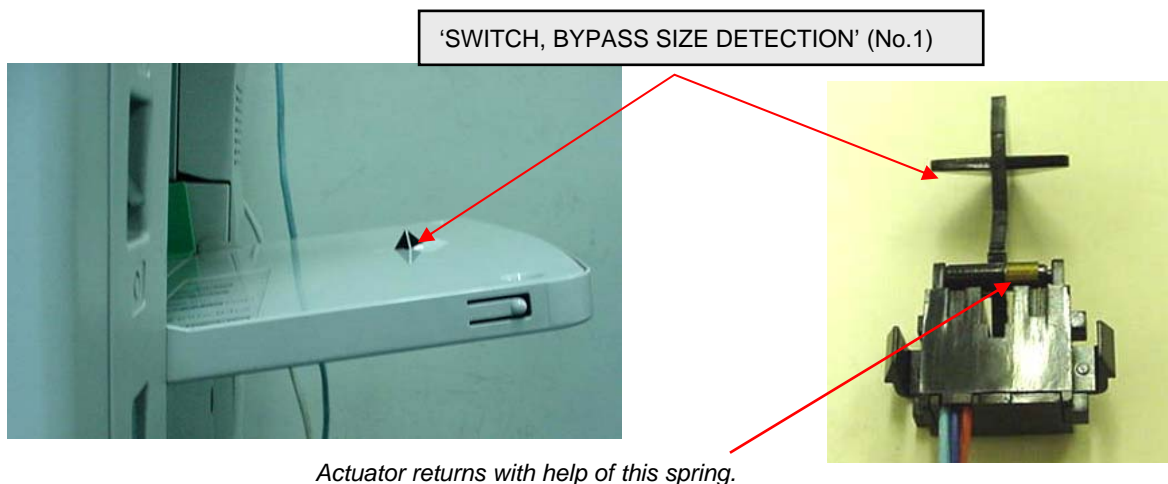 ‘SWITCH, BYPASS SIZE DETECTION’ (No.1)
Actuator returns with help of this spring.